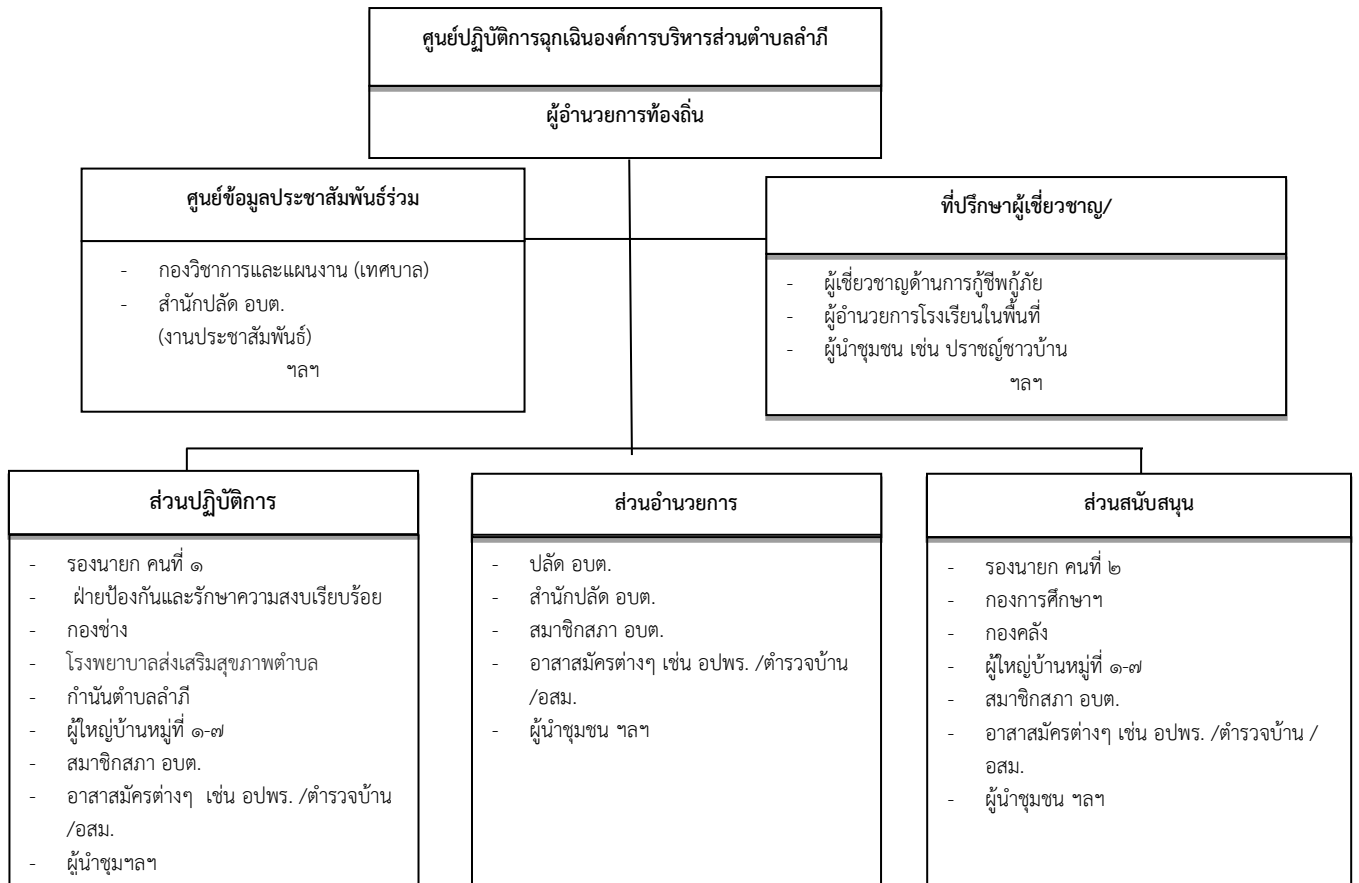 ศูนย์ปฏิบัติการฉุกเฉินองค์การบริหารส่วนตำบลลำภี
ผู้อำนวยการท้องถิ่น
ศูนย์ข้อมูลประชาสัมพันธ์ร่วม
- กองวิชาการและแผนงาน (เทศบาล)
- สำนักปลัด อบต.
(งานประชาสัมพันธ์)
ฯลฯ
ที่ปรึกษาผู้เชี่ยวชาญ/
- ผู้เชี่ยวชาญด้านการกู้ชีพกู้ภัย
- ผู้อำนวยการโรงเรียนในพื้นที่
- ผู้นำชุมชน เช่น ปราชญ์ชาวบ้าน
ฯลฯ
ส่วนปฏิบัติการ
- รองนายก คนที่ ๑
- ฝ่ายป้องกันและรักษาความสงบเรียบร้อย
- กองช่าง
- โรงพยาบาลส่งเสริมสุขภาพตำบล
- กำนันตำบลลำภี
- ผู้ใหญ่บ้านหมู่ที่ ๑-๗
- สมาชิกสภา อบต.
- อาสาสมัครต่างๆ เช่น อปพร. /ตำรวจบ้าน
/อสม.
- ผู้นำชุมฯลฯ
ส่วนอำนวยการ
- ปลัด อบต.
- สำนักปลัด อบต.
- สมาชิกสภา อบต.
- อาสาสมัครต่างๆ เช่น อปพร. /ตำรวจบ้าน
/อสม.
- ผู้นำชุมชน ฯลฯ
ส่วนสนับสนุน
- รองนายก คนที่ ๒
- กองการศึกษาฯ
- กองคลัง
- ผู้ใหญ่บ้านหมู่ที่ ๑-๗
- สมาชิกสภา อบต.
- อาสาสมัครต่างๆ เช่น อปพร. /ตำรวจบ้าน /
อสม.
- ผู้นำชุมชน ฯลฯ